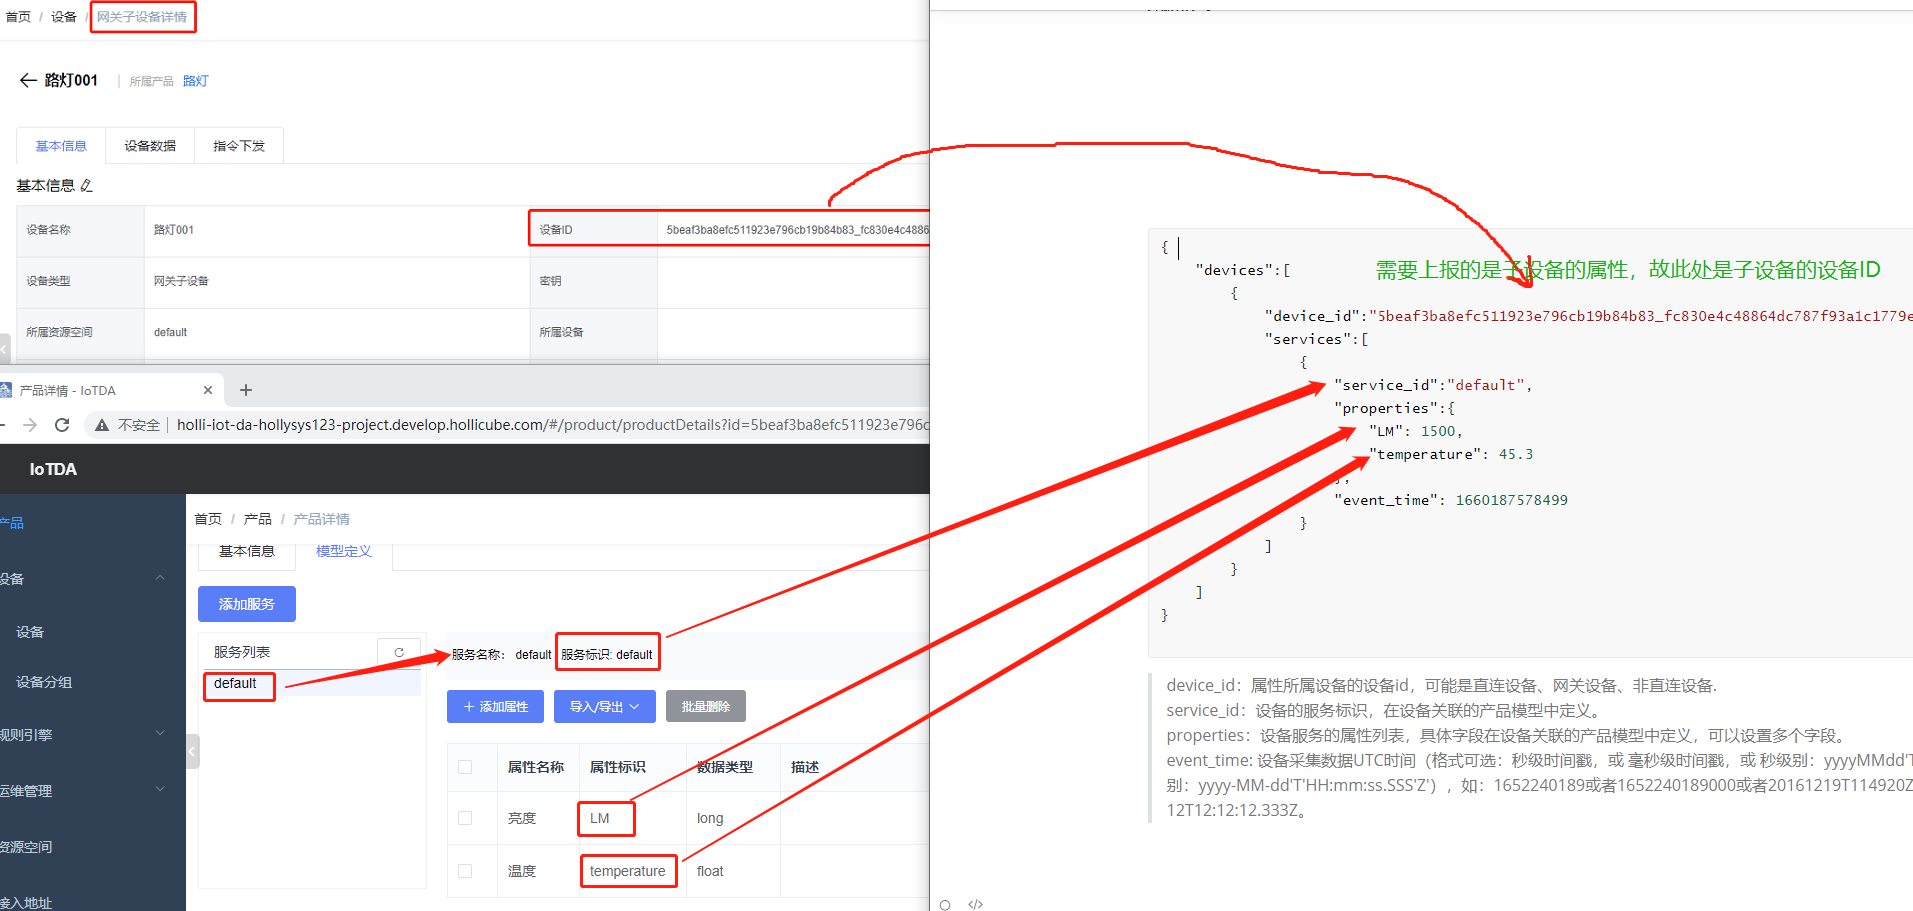 首页 / 设备 / 网关子设备详情
路灯001 | 所属产品 路灯
基本信息 设备数据 指令下发
基本信息
设备名称 路灯001 设备ID 5beaf3ba8efc511923e796cb19b84b83_fc830e4c4886
设备类型 网关子设备 密钥
所属资源空间 default 所属设备
产品详情 - IoTDA
不安全 | holli-iot-da-hollysys123-project.develop.hollicube.com/#/product/productDetails?id=5beaf3ba8efc511923e796c
IoTDA
产品
设备
设备
设备分组
规则引擎
运维管理
资源空间
接入地址
首页 / 产品 / 产品详情
基本信息 模型定义
添加服务
服务列表
default
服务名称: default 服务标识: default
+ 添加属性 导入/导出 批量删除
属性名称 属性标识 数据类型 描述
亮度 LM long
温度 temperature float
{
"devices":[
需要上报的是子设备的属性，故此处是子设备的设备ID
{
"device_id":"5beaf3ba8efc511923e796cb19b84b83_fc830e4c48864dc787f93a1c1779e
"services":[
{
"service_id":"default",
"properties":{
"LM": 1500,
"temperature": 45.3
},
"event_time": 1660187578499
}
]
}
]
}
device_id：属性所属设备的设备id，可能是直连设备、网关设备、非直连设备.
service_id：设备的服务标识，在设备关联的产品模型中定义。
properties：设备服务的属性列表，具体字段在设备关联的产品模型中定义，可以设置多个字段。
event_time: 设备采集数据UTC时间（格式可选：秒级时间戳，或 毫秒级时间戳，或 秒级别：yyyyMMdd'T
别：yyyy-MM-dd'T'HH:mm:ss.SSS'Z'），如：1652240189或者1652240189000或者20161219T114920Z
12T12:12:12.333Z。